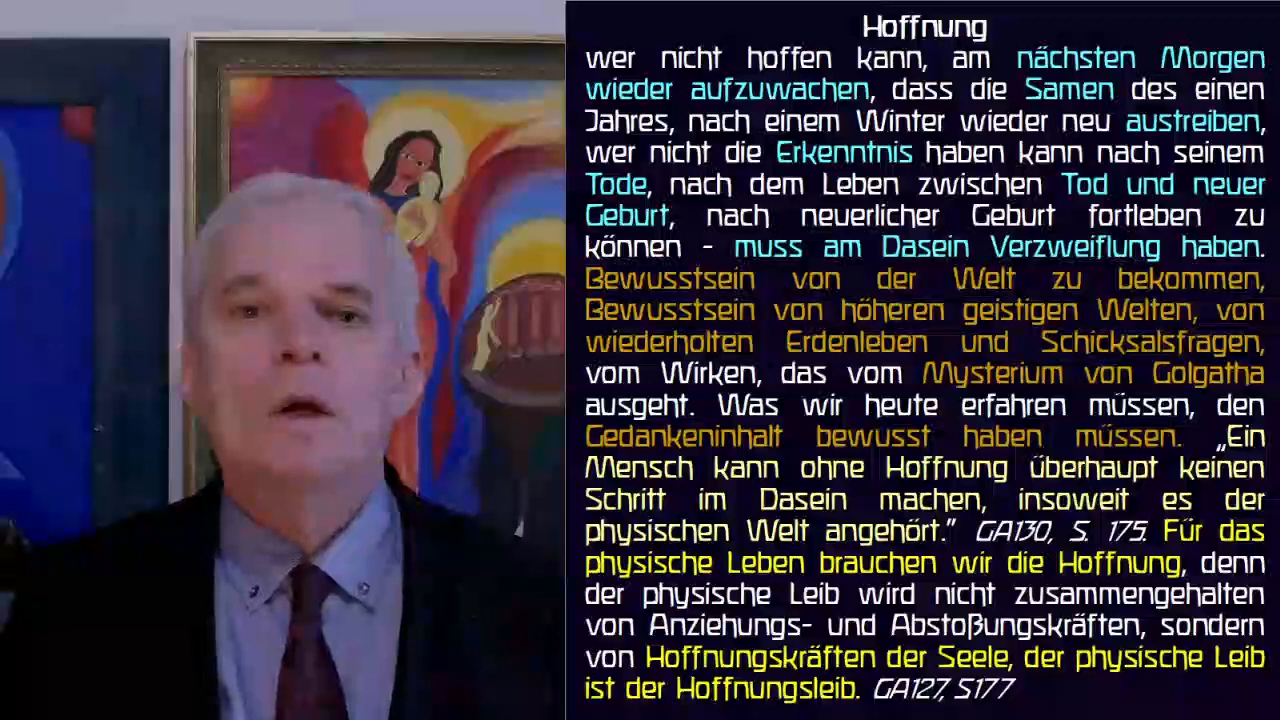 Hoffnung
wer nicht hoffen kann, am nächsten Morgen
wieder aufzuwachen, dass die Samen des einen
Jahres, nach einem Winter wieder neu austreiben,
wer nicht die Erkenntnis haben kann nach seinem
Tode, nach dem Leben zwischen Tod und neuer
Geburt, nach neuerlicher Geburt fortleben zu
können - muss am Dasein Verzweiflung haben.
Bewusstsein von der Welt zu bekommen,
Bewusstsein von höheren geistigen Welten, von
wiederholten Erdenleben und Schicksalsfragen,
vom Wirken, das vom Mysterium von Golgatha
ausgeht. Was wir heute erfahren müssen, den
Gedankeninhalt bewusst haben müssen. „Ein
Mensch kann ohne Hoffnung überhaupt keinen
Schritt im Dasein machen, insoweit es der
physischen Welt angehört.” GA130, S. 175. Für das
physische Leben brauchen wir die Hoffnung, denn
der physische Leib wird nicht zusammengehalten
von Anziehungs- und Abstoßungskräften, sondern
von Hoffnungskräften der Seele, der physische Leib
ist der Hoffnungsleib. GA127, S177